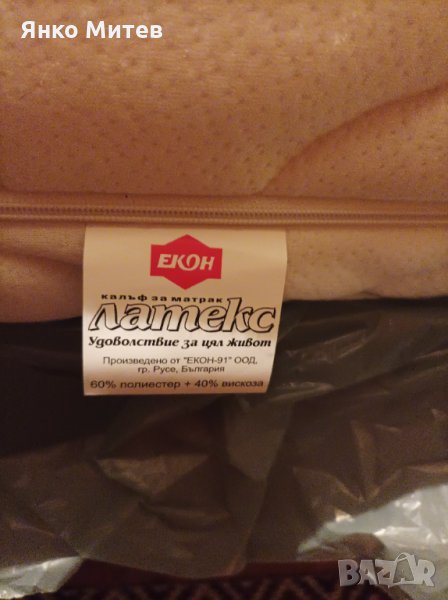 Янко Митев
ЕКОН
калъф за матрак
Латекс
Удоволствие за цял живот
Произведено от "ЕКОН-91" ООД,
гр. Русе, България
60% полиестер + 40% вискоза
BAZAR